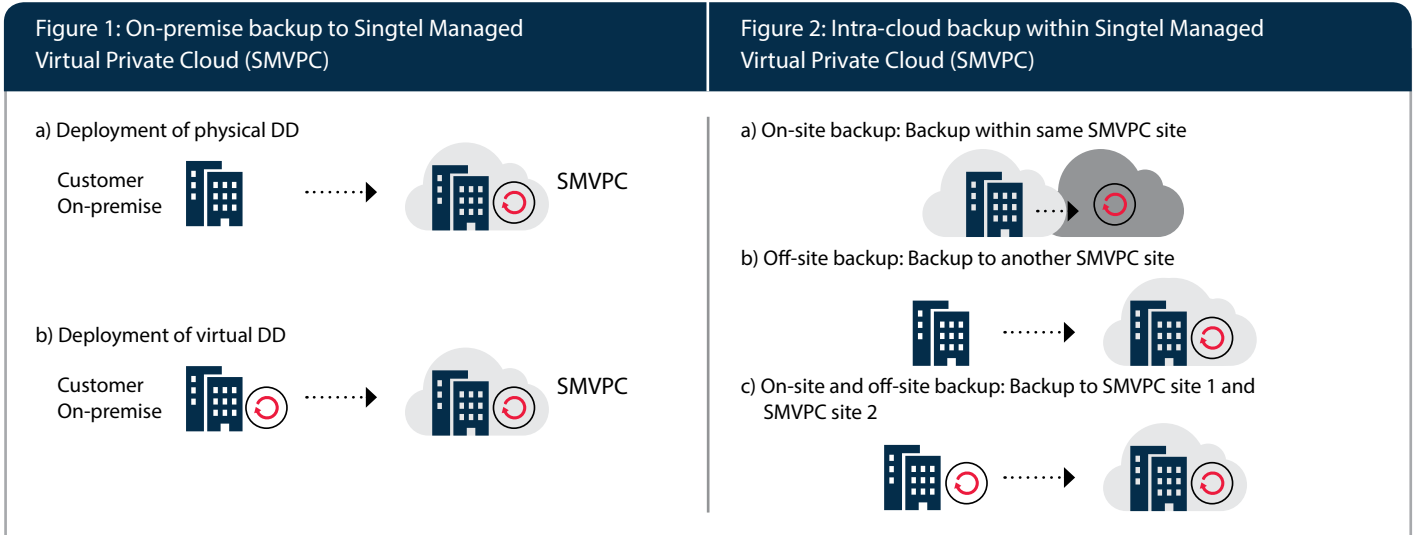 Figure 1: On-premise backup to Singtel Managed
Virtual Private Cloud (SMVPC)
a) Deployment of physical DD
Customer
On-premise
SMVPC
b) Deployment of virtual DD
Customer
On-premise
SMVPC
Figure 2: Intra-cloud backup within Singtel Managed
Virtual Private Cloud (SMVPC)
a) On-site backup: Backup within same SMVPC site
b) Off-site backup: Backup to another SMVPC site
c) On-site and off-site backup: Backup to SMVPC site 1 and
SMVPC site 2